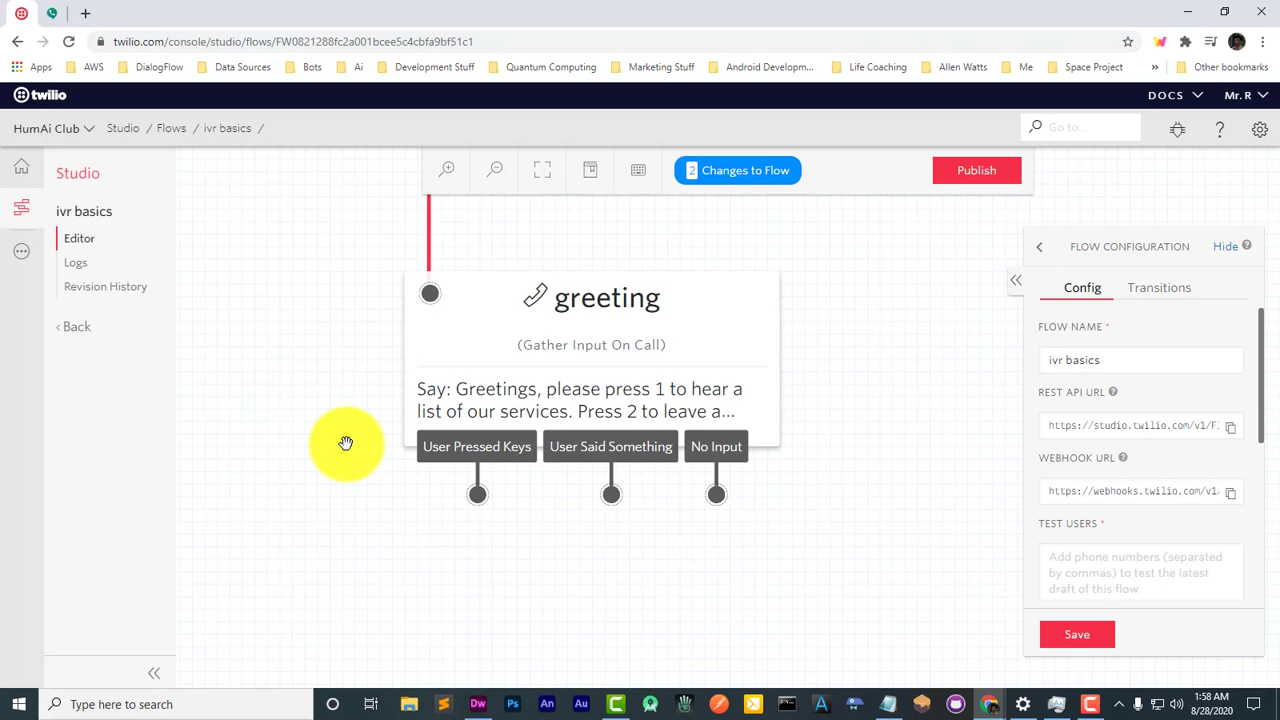 twilio.com/console/studio/flows/FW0821288fc2a001bcee5c4cbfa9bf51c1
Apps AWS DialogFlow Data Sources Bots Ai Development Stuff Quantum Computing Marketing Stuff Android Developm... Life Coaching Allen Watts Me Space Project » Other bookmarks
twilio DOCS Mr. R
HumAi Club Studio / Flows / ivr basics / Go to...
Studio
ivr basics
Editor
Logs
Revision History
‹ Back
2 Changes to Flow
Publish
greeting
(Gather Input On Call)
Say: Greetings, please press 1 to hear a
list of our services. Press 2 to leave a...
User Pressed Keys User Said Something No Input
FLOW CONFIGURATION Hide
Config Transitions
FLOW NAME *
ivr basics
REST API URL
https://studio.twilio.com/v1/F.
WEBHOOK URL
https://webhooks.twilio.com/v1.
TEST USERS *
Add phone numbers (separated
by commas) to test the latest
draft of this flow
Save
Type here to search
1:58 AM
8/28/2020